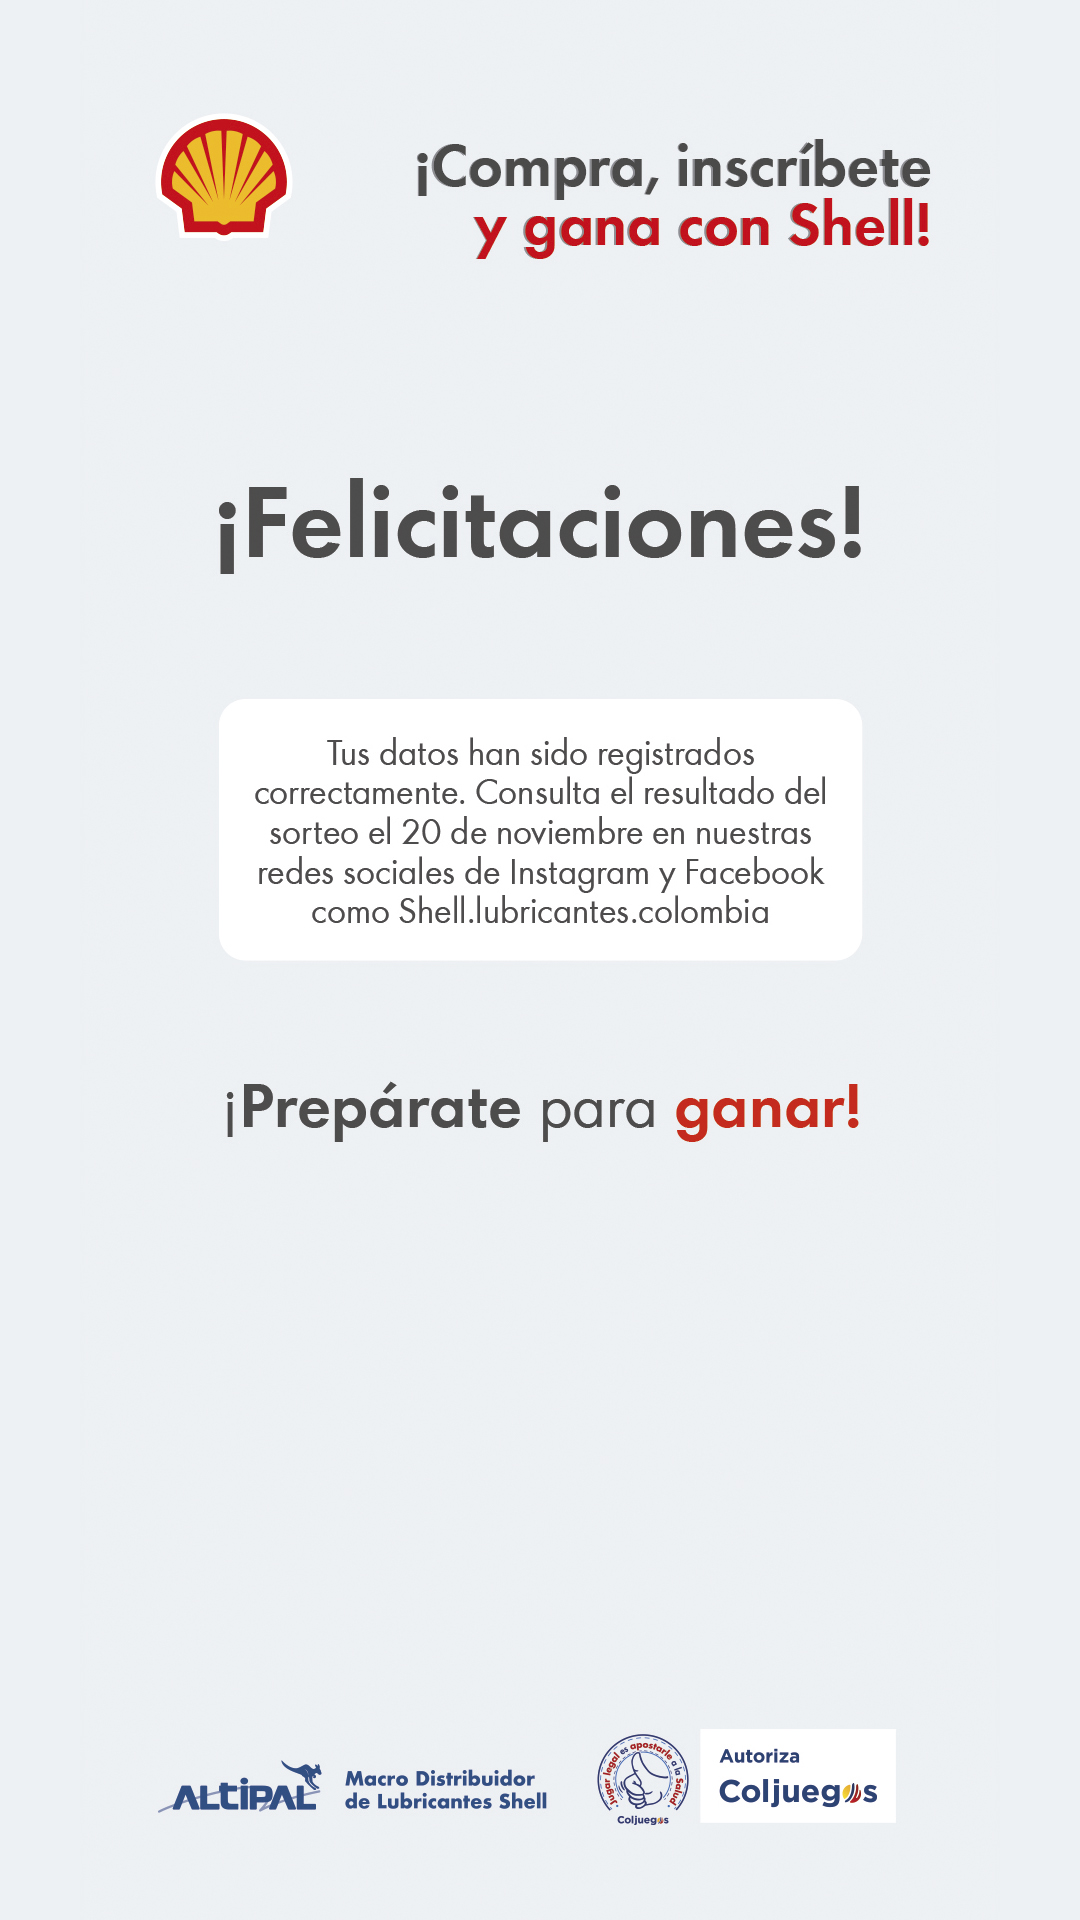 ¡Compra, inscríbete
y gana con Shell!
¡Felicitaciones!
Tus datos han sido registrados
correctamente. Consulta el resultado del
sorteo el 20 de noviembre en nuestras
redes sociales de Instagram y Facebook
como Shell.lubricantes.colombia
¡Prepárate para ganar!
ALTIPAL
Macro Distribuidor
de Lubricantes Shell
Jugar legal es apostarle a la Salud
Coljuegos
Autoriza
Coljuegos